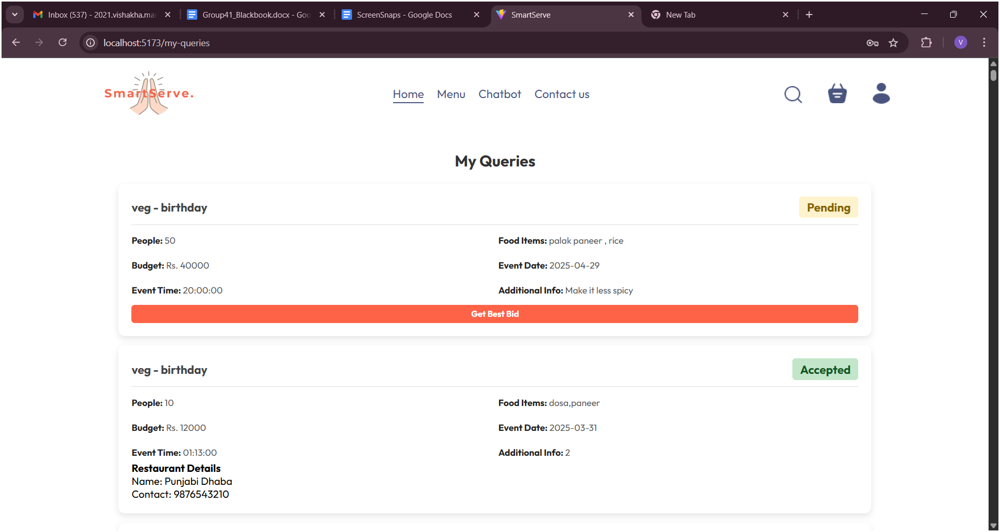 Inbox (537) - 2021.vishakha.mar
Group41_Blackbook.docx - Goo
ScreenSnaps - Google Docs
SmartServe
New Tab
localhost:5173/my-queries
V
SmartServe.
Home Menu Chatbot Contact us
My Queries
veg - birthday
Pending
People: 50
Food Items: palak paneer , rice
Budget: Rs. 40000
Event Date: 2025-04-29
Event Time: 20:00:00
Additional Info: Make it less spicy
Get Best Bid
veg - birthday
Accepted
People: 10
Food Items: dosa,paneer
Budget: Rs. 12000
Event Date: 2025-03-31
Event Time: 01:13:00
Additional Info: 2
Restaurant Details
Name: Punjabi Dhaba
Contact: 9876543210